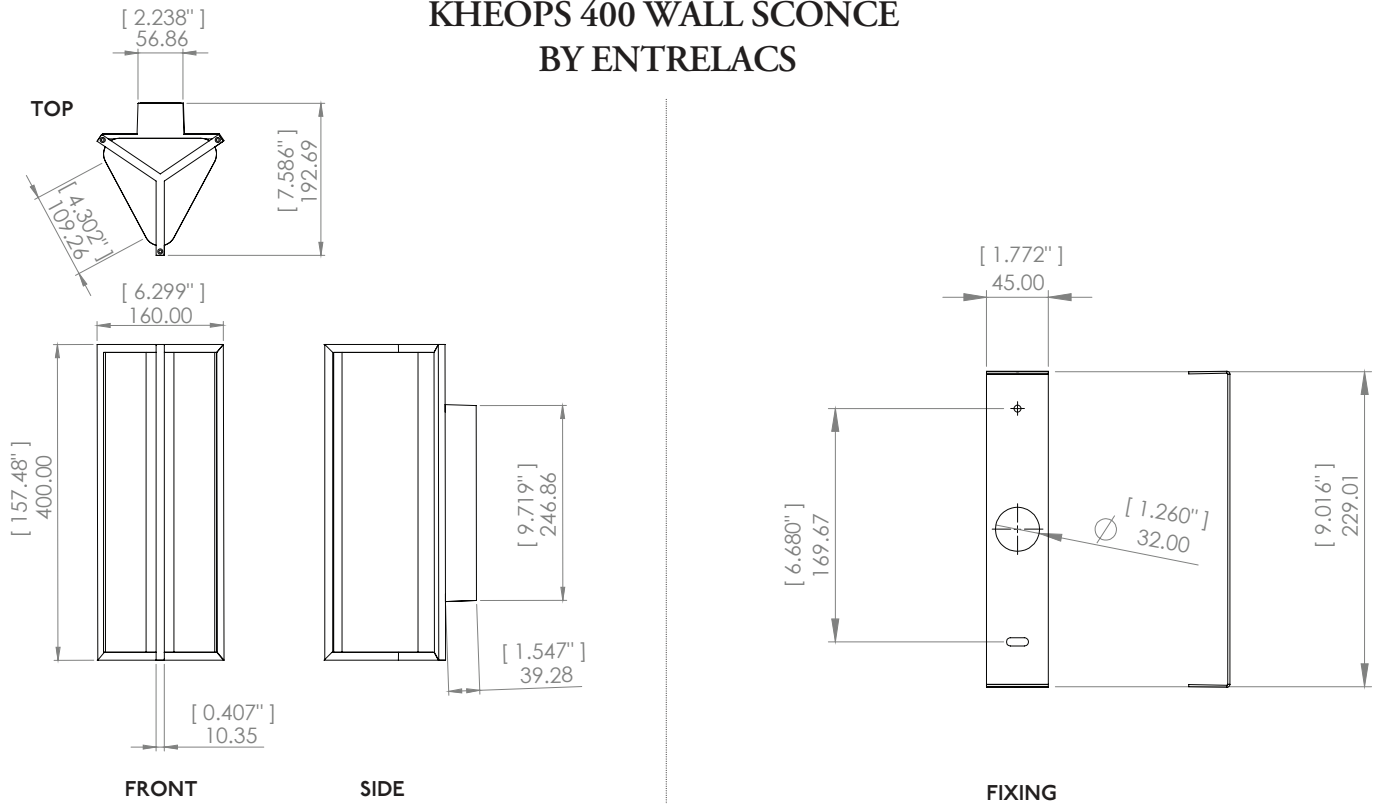 KHEOPS 400 WALL SCONCE
BY ENTRELACS
TOP
[ 2.238" ]
56.86
[ 7.586" ]
192.69
[ 4.302" ]
109.26
[ 6.299" ]
160.00
[ 157.48" ]
400.00
[ 9.719" ]
246.86
[ 1.547" ]
39.28
[ 0.407" ]
10.35
FRONT
SIDE
[ 1.772" ]
45.00
[ 6.680" ]
169.67
[ 1.260" ]
32.00
[ 9.016" ]
229.01
FIXING